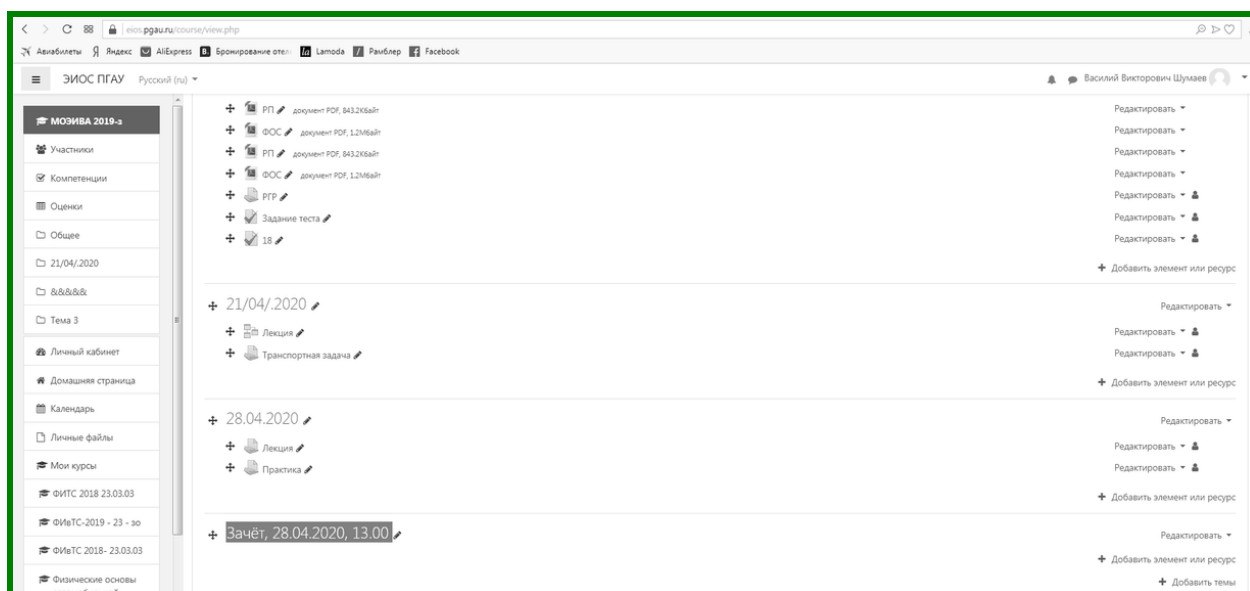 eios.pgau.ru/course/view.php
Авиабилеты Яндекс AliExpress Бронирование отел Lamoda Рамблер Facebook
ЭИОС ПГАУ Русский (ru) Василий Викторович Шумаев
МОЭИВА 2019-з
Участники
Компетенции
Оценки
Общее
21/04/.2020
&&&&&
Тема 3
Личный кабинет
Домашняя страница
Календарь
Личные файлы
Мои курсы
ФИТС 2018 23.03.03
ФИвТС-2019 - 23 - зо
ФИвТС 2018- 23.03.03
Физические основы
РП документ PDF, 843.2Кбайт Редактировать
ФОС документ PDF, 1.2Мбайт Редактировать
РП документ PDF, 843.2Кбайт Редактировать
ФОС документ PDF, 1.2Мбайт Редактировать
РГР Редактировать
Задание теста Редактировать
18 Редактировать
Добавить элемент или ресурс
21/04/.2020 Редактировать
Лекция Редактировать
Транспортная задача Редактировать
Добавить элемент или ресурс
28.04.2020 Редактировать
Лекция Редактировать
Практика Редактировать
Добавить элемент или ресурс
Зачёт, 28.04.2020, 13.00 Редактировать
Добавить элемент или ресурс
Добавить темы